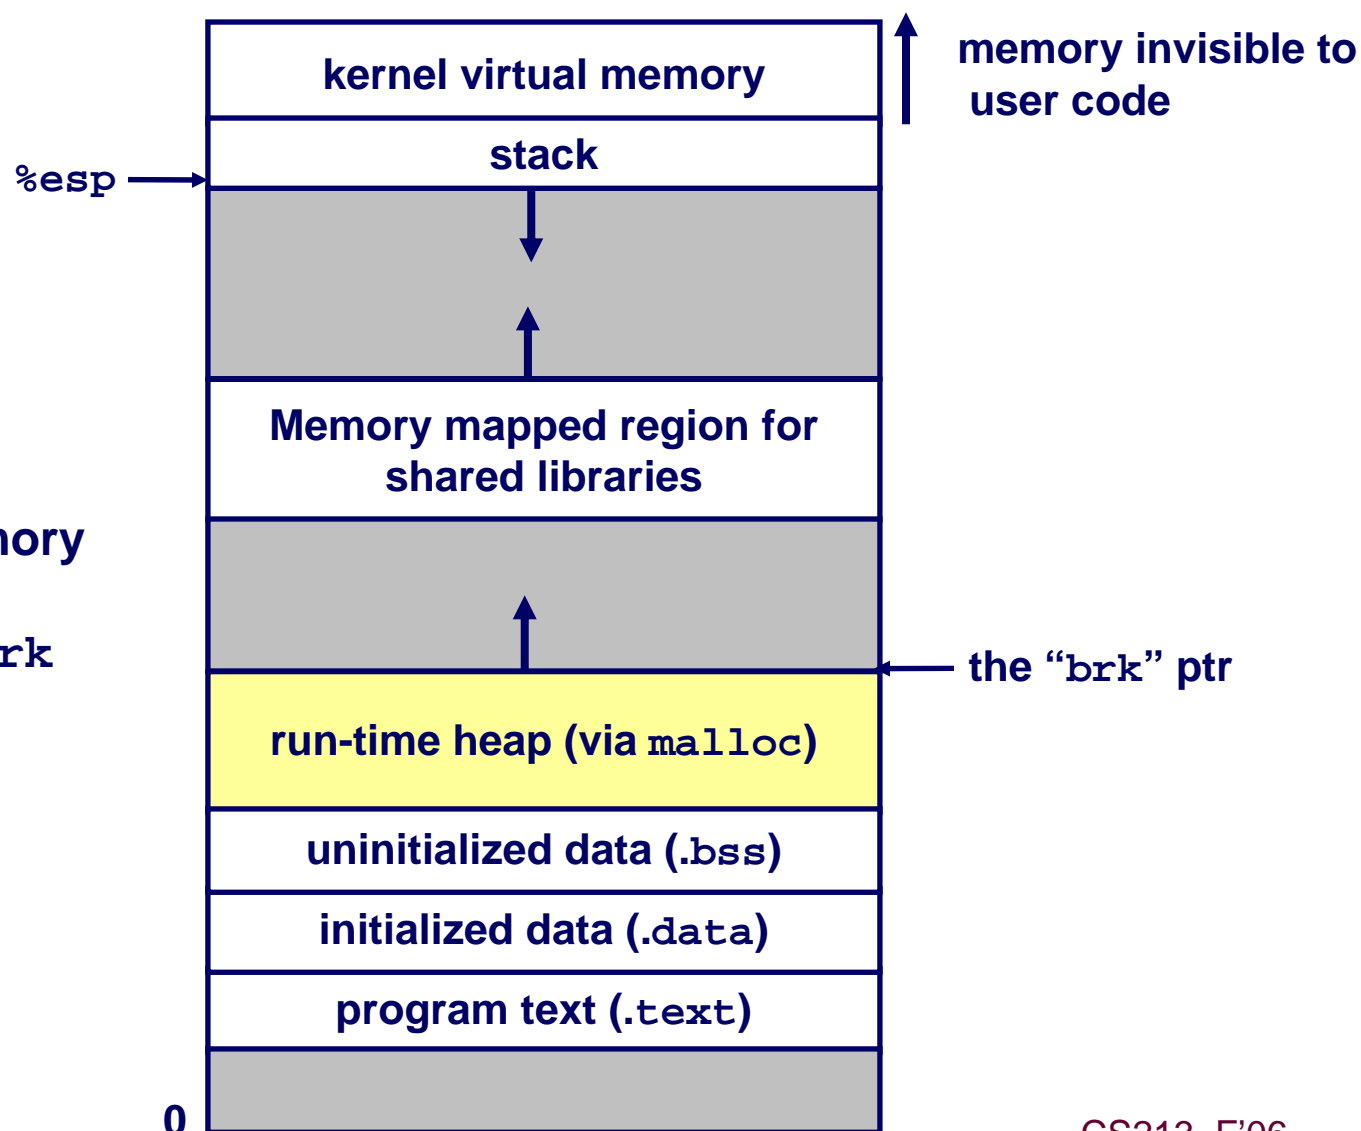 kernel virtual memory
memory invisible to
user code
stack
%esp
Memory mapped region for
shared libraries
the “brk” ptr
run-time heap (via malloc)
uninitialized data (.bss)
initialized data (.data)
program text (.text)
0